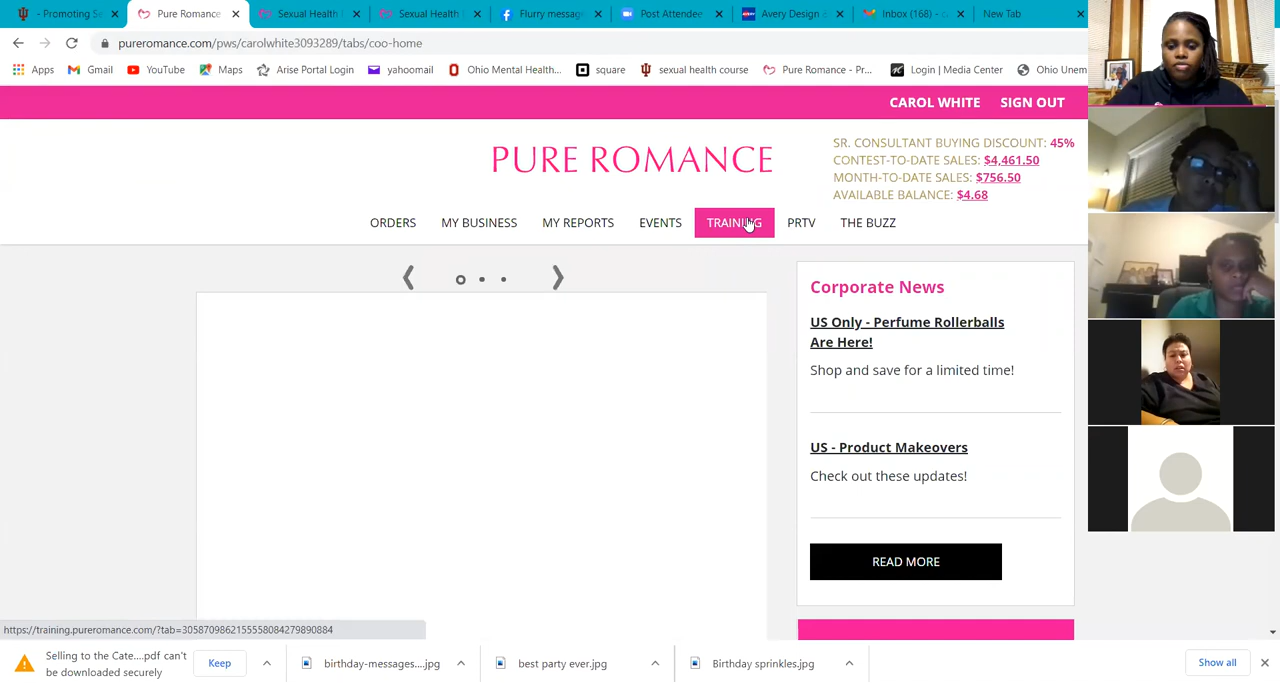 - Promoting Se
Pure Romance
Sexual Health
Sexual Health
Flurry messag
Post Attendee
Avery Design &
Inbox (168) -
New Tab
pureromance.com/pws/carolwhite3093289/tabs/coo-home
Apps
Gmail
YouTube
Maps
Arise Portal Login
yahoomail
Ohio Mental Health...
square
sexual health course
Pure Romance - Pr...
Login | Media Center
Ohio Unem
CAROL WHITE
SIGN OUT
PURE ROMANCE
SR. CONSULTANT BUYING DISCOUNT: 45%
CONTEST-TO-DATE SALES: $4,461.50
MONTH-TO-DATE SALES: $756.50
AVAILABLE BALANCE: $4.68
ORDERS
MY BUSINESS
MY REPORTS
EVENTS
TRAINING
PRTV
THE BUZZ
Corporate News
US Only - Perfume Rollerballs
Are Here!
Shop and save for a limited time!
US - Product Makeovers
Check out these updates!
READ MORE
https://training.pureromance.com/?tab=3058709862155558084279890884
Selling to the Cate....pdf can't
be downloaded securely
Keep
birthday-messages....jpg
best party ever.jpg
Birthday sprinkles.jpg
Show all